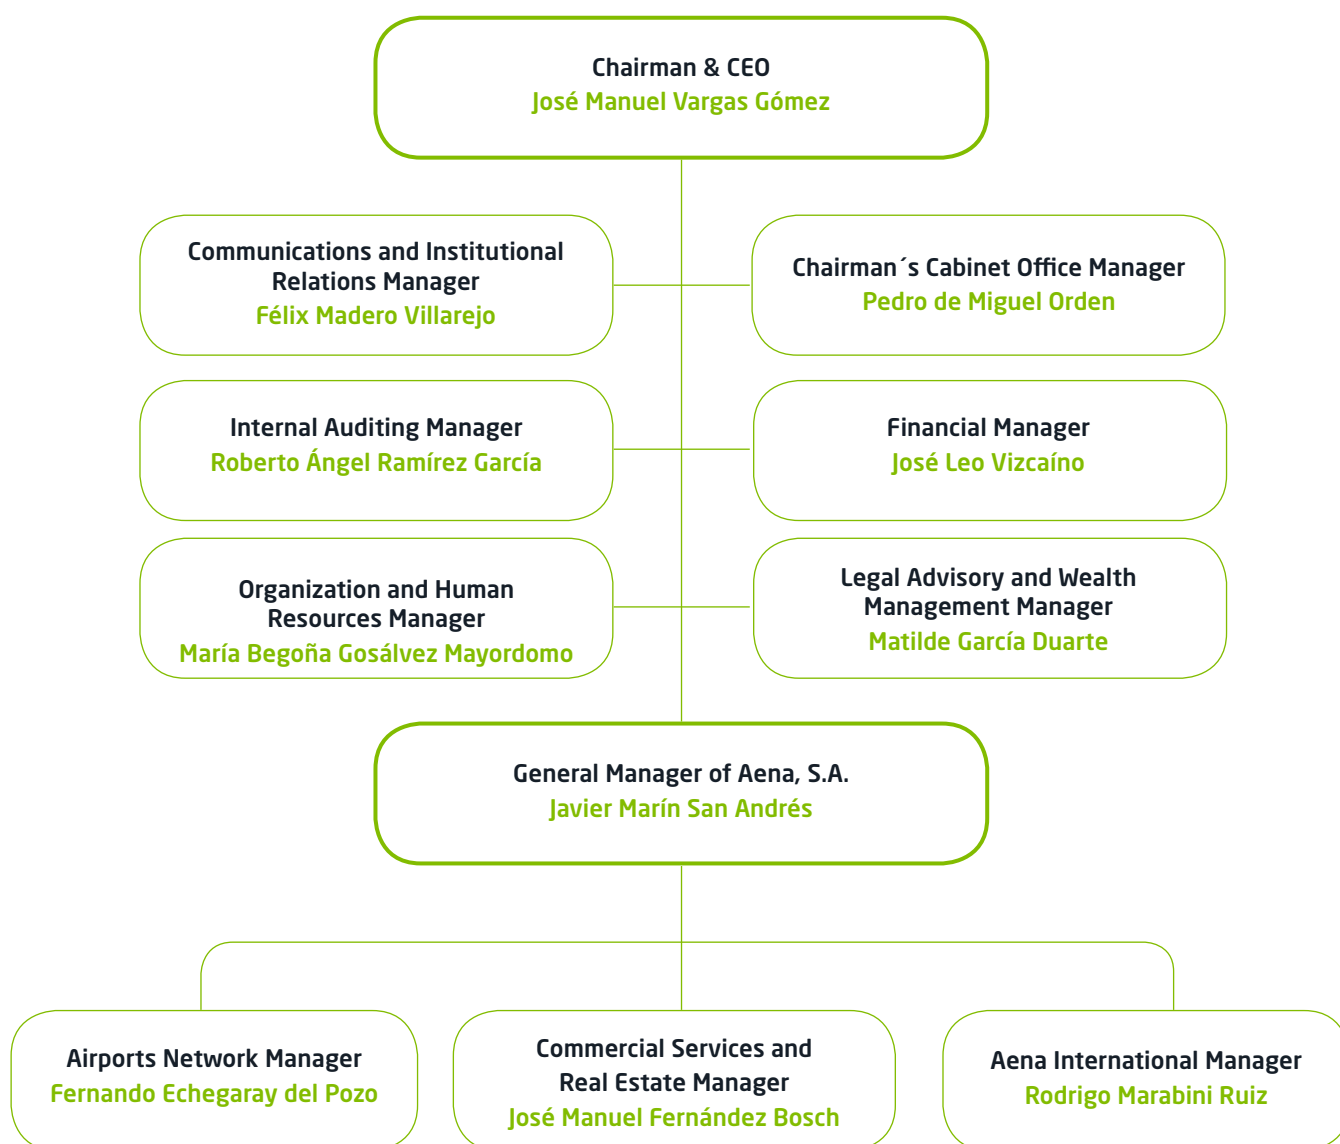 Chairman & CEO
José Manuel Vargas Gómez
Communications and Institutional
Relations Manager
Félix Madero Villarejo
Chairman´s Cabinet Office Manager
Pedro de Miguel Orden
Internal Auditing Manager
Roberto Ángel Ramírez García
Financial Manager
José Leo Vizcaíno
Organization and Human
Resources Manager
María Begoña Gosálvez Mayordomo
Legal Advisory and Wealth
Management Manager
Matilde García Duarte
General Manager of Aena, S.A.
Javier Marín San Andrés
Airports Network Manager
Fernando Echegaray del Pozo
Commercial Services and
Real Estate Manager
José Manuel Fernández Bosch
Aena International Manager
Rodrigo Marabini Ruiz